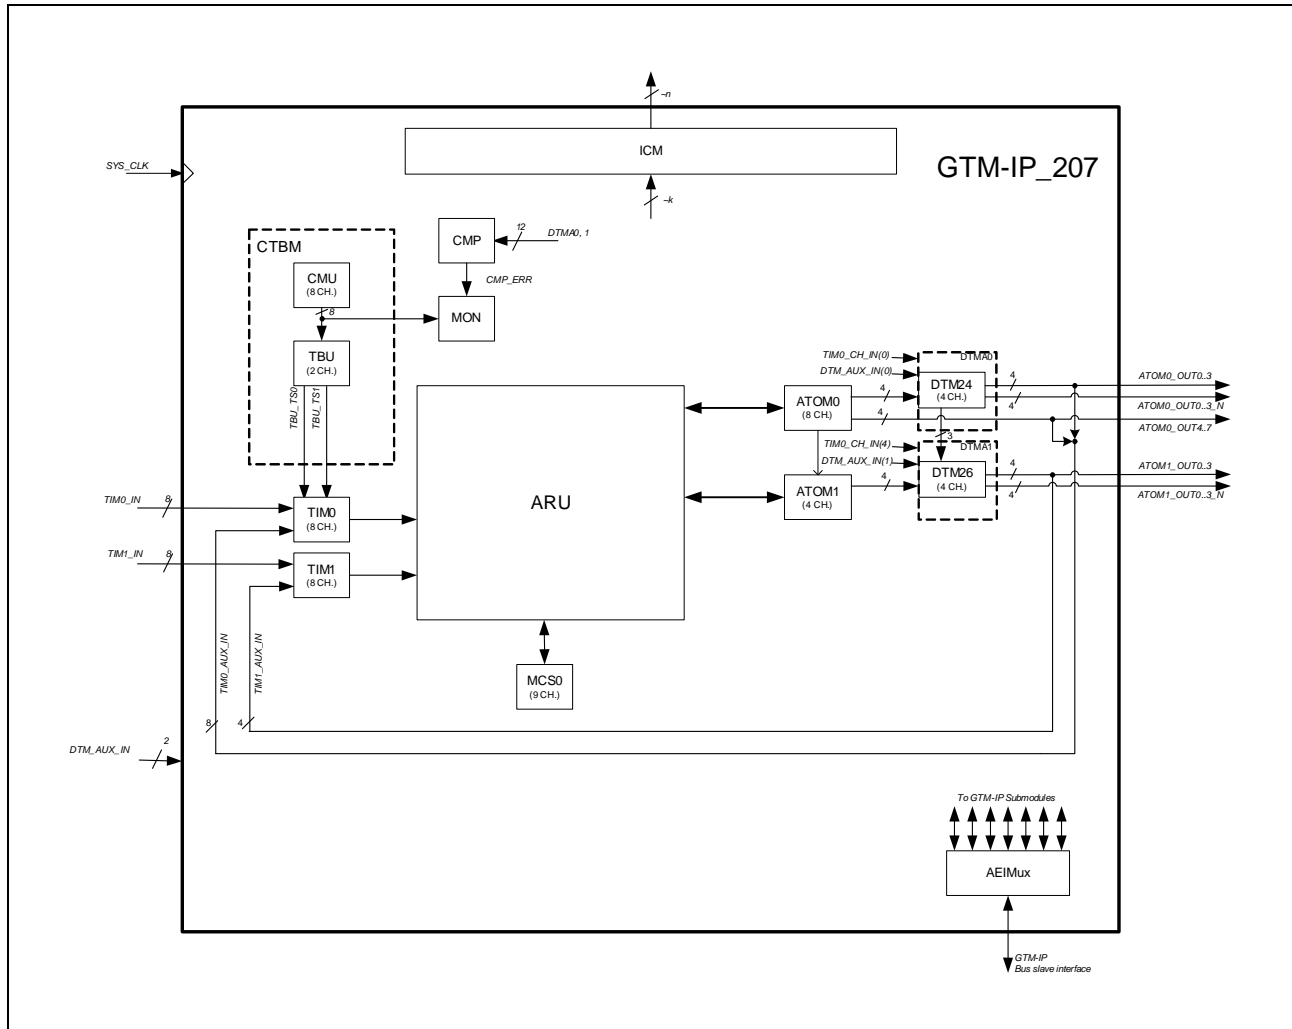 ~n
ICM
GTM-IP_207
SYS_CLK
~k
CTBM
CMP
12
DTMA0, 1
CMU
(8 CH.)
CMP_ERR
8
MON
TBU
(2 CH.)
TBU_TS0
TBU_TS1
TIM0_CH_IN(0)
DTMA0
DTM_AUX_IN(0)
DTM24
(4 CH.)
4
ATOM0_OUT0..3
ATOM0
(8 CH.)
4
4
4
ATOM0_OUT0..3_N
ATOM0_OUT4..7
TIM0_CH_IN(4)
3
DTMA1
DTM_AUX_IN(1)
DTM26
(4 CH.)
4
ATOM1_OUT0..3
ATOM1
(4 CH.)
4
4
ATOM1_OUT0..3_N
ARU
TIM0_IN
8
TIM0
(8 CH.)
TIM1_IN
8
TIM1
(8 CH.)
TIM0_AUX_IN
TIM1_AUX_IN
MCS0
(9 CH.)
8
4
DTM_AUX_IN
2
To GTM-IP Submodules
AEIMux
GTM-IP
Bus slave interface